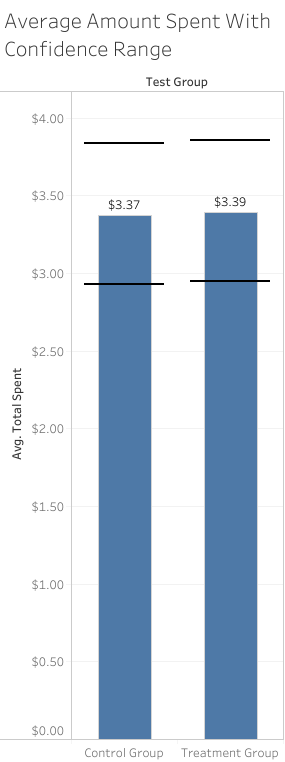 Average Amount Spent With
Confidence Range
Test Group
Avg. Total Spent
$4.00
$3.50
$3.00
$2.50
$2.00
$1.50
$1.00
$0.50
$0.00
$3.37
$3.39
Control Group
Treatment Group